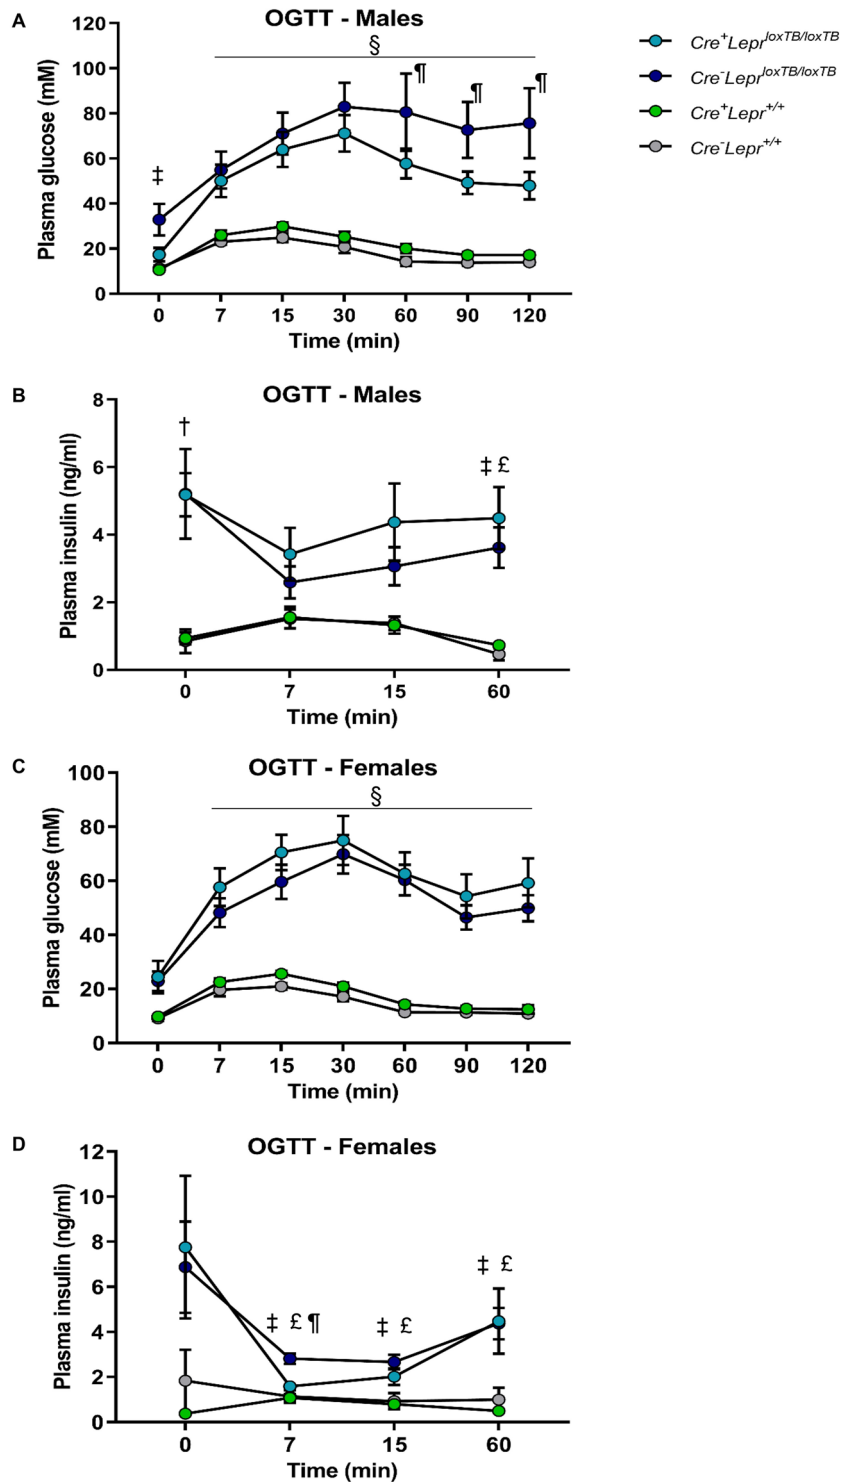 A
OGTT - Males
Plasma glucose (mM)
120
100
80
60
40
20
0
‡
§
¶
¶
¶
0 7 15 30 60 90 120
Time (min)
Cre⁺Lepr^loxTB/loxTB
Cre⁻Lepr^loxTB/loxTB
Cre⁺Lepr^+/+
Cre⁻Lepr^+/+
B
OGTT - Males
Plasma insulin (ng/ml)
8
6
4
2
0
†
‡ £
0 7 15 60
Time (min)
C
OGTT - Females
Plasma glucose (mM)
100
80
60
40
20
0
§
0 7 15 30 60 90 120
Time (min)
D
OGTT - Females
Plasma insulin (ng/ml)
12
10
8
6
4
2
0
‡ £ ¶
‡ £
‡ £
0 7 15 60
Time (min)